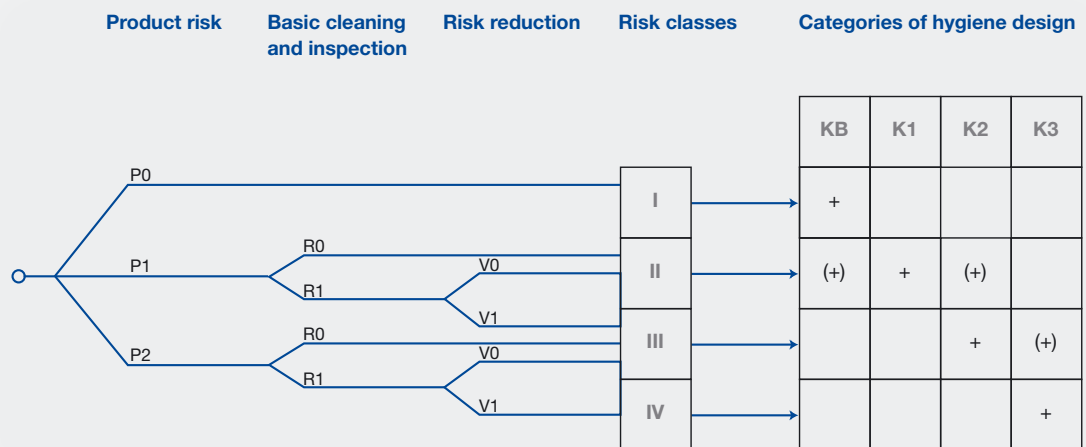 Product risk
Basic cleaning
and inspection
Risk reduction
Risk classes
Categories of hygiene design
KB
K1
K2
K3
P0
I
+
R0
P1
V0
II
(+)
+
(+)
R1
V1
R0
III
+
(+)
P2
V0
R1
V1
IV
+